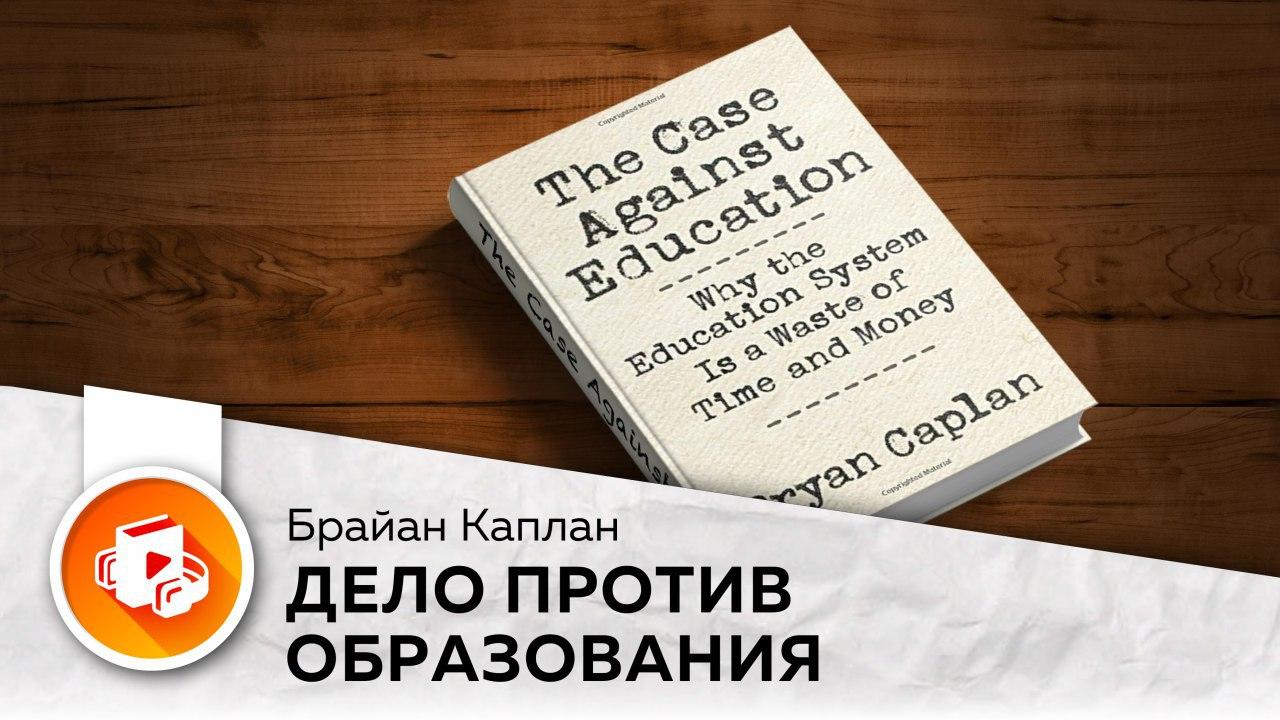 Copyrighted Material
The Case
Against
Education
Why the
Education System
Is a Waste of
Time and Money
Bryan Caplan
Copyrighted Material
The Case Against
Брайан Каплан
ДЕЛО ПРОТИВ
ОБРАЗОВАНИЯ